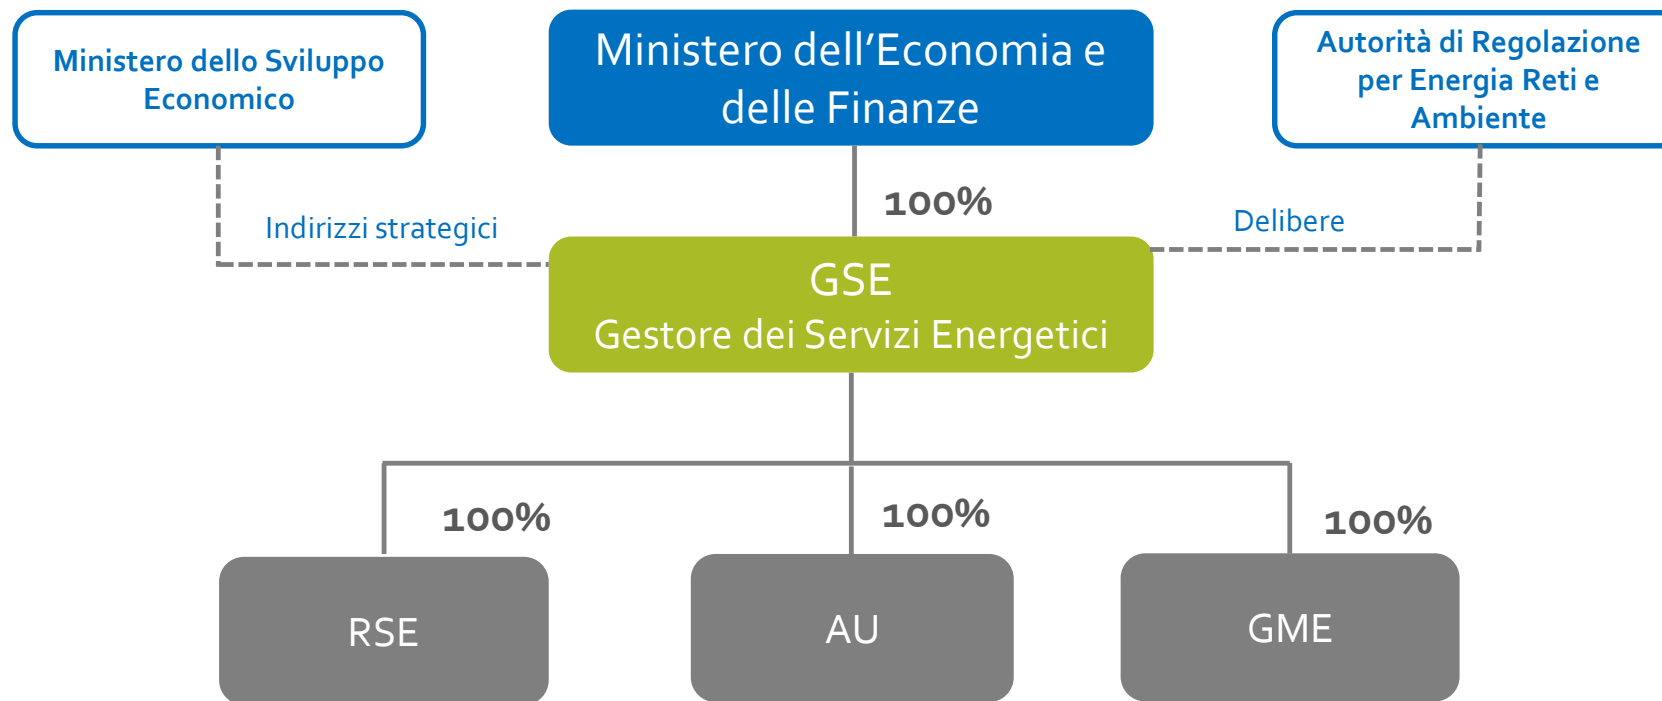 Ministero dello Sviluppo
Economico
Ministero dell’Economia e
delle Finanze
Autorità di Regolazione
per Energia Reti e
Ambiente
100%
Indirizzi strategici
Delibere
GSE
Gestore dei Servizi Energetici
100%
100%
100%
RSE
AU
GME